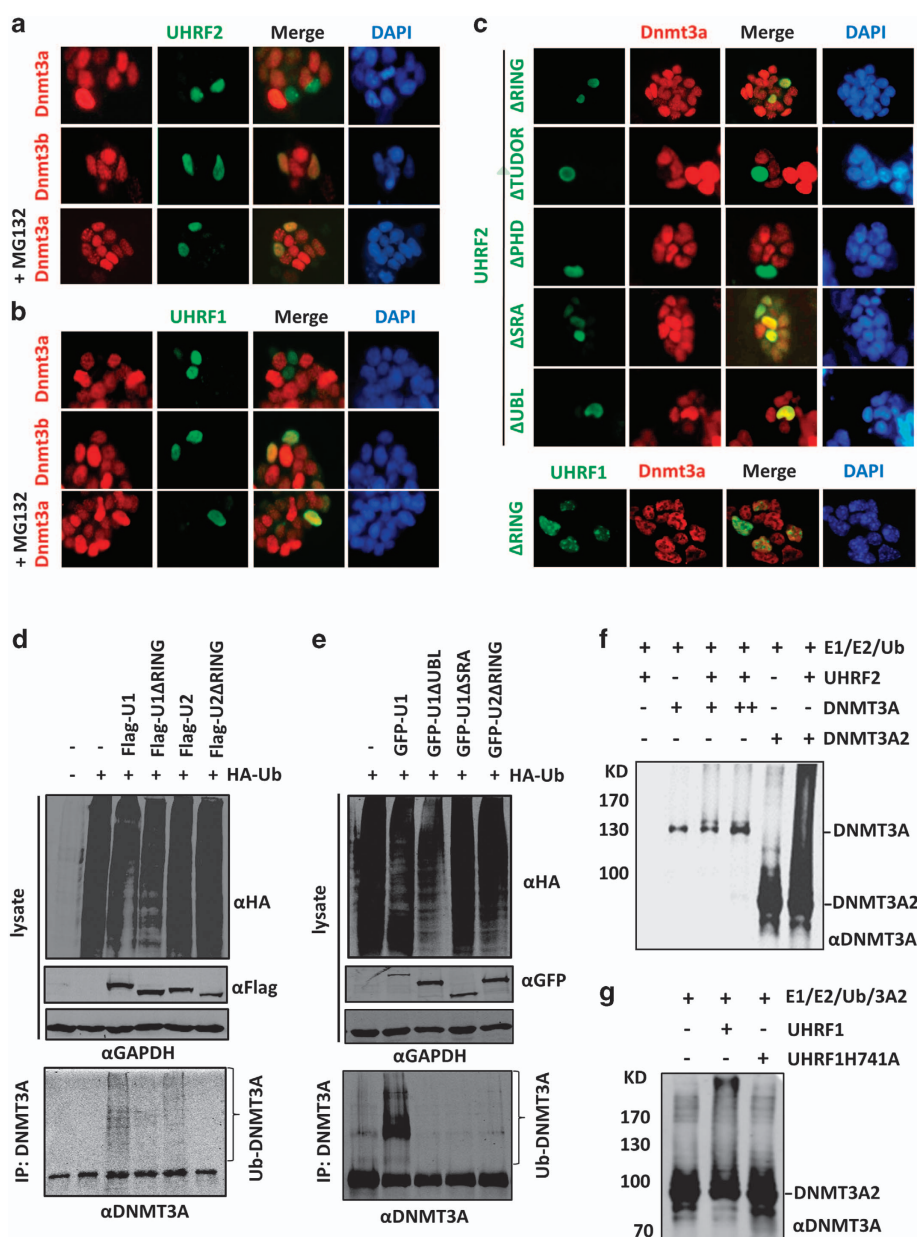 a
UHRF2 Merge DAPI
Dnmt3a
Dnmt3b
+ MG132
Dnmt3a
b
UHRF1 Merge DAPI
Dnmt3a
Dnmt3b
+ MG132
Dnmt3a
c
Dnmt3a Merge DAPI
UHRF2
ΔRING
ΔTUDOR
ΔPHD
ΔSRA
ΔUBL
UHRF1 Dnmt3a Merge DAPI
ΔRING
d
- - Flag-U1 Flag-U1ΔRING Flag-U2 Flag-U2ΔRING
- + + + + + HA-Ub
lysate
αHA
αFlag
αGAPDH
IP: DNMT3A
Ub-DNMT3A
αDNMT3A
e
- GFP-U1 GFP-U1ΔUBL GFP-U1ΔSRA GFP-U2ΔRING
+ + + + + HA-Ub
lysate
αHA
αGFP
αGAPDH
IP: DNMT3A
Ub-DNMT3A
αDNMT3A
f
+ + + + + + E1/E2/Ub
+ - + + - + UHRF2
- + + ++ - - DNMT3A
- - - - + + DNMT3A2
KD
170
130
100
DNMT3A
DNMT3A2
αDNMT3A
g
+ + + E1/E2/Ub/3A2
- + - UHRF1
- - + UHRF1H741A
KD
170
130
100
70
DNMT3A2
αDNMT3A